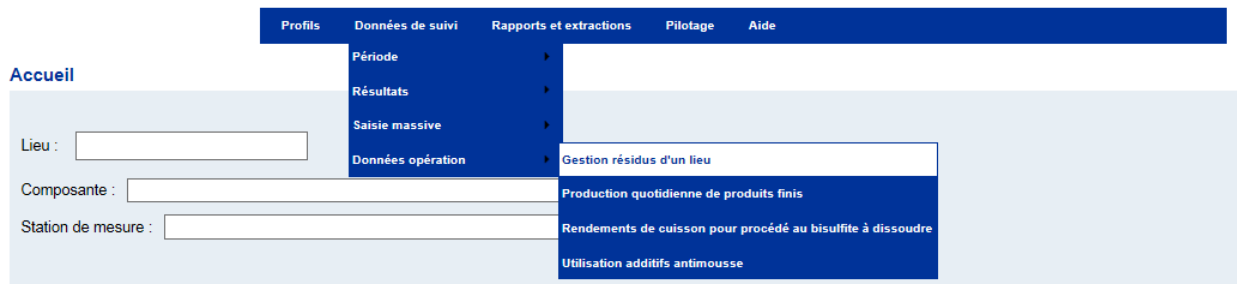 Profils Données de suivi Rapports et extractions Pilotage Aide
Période
Accueil
Résultats
Saisie massive
Lieu :
Données opération Gestion résidus d'un lieu
Composante :
Production quotidienne de produits finis
Station de mesure :
Rendements de cuisson pour procédé au bisulfite à dissoudre
Utilisation additifs antimousse